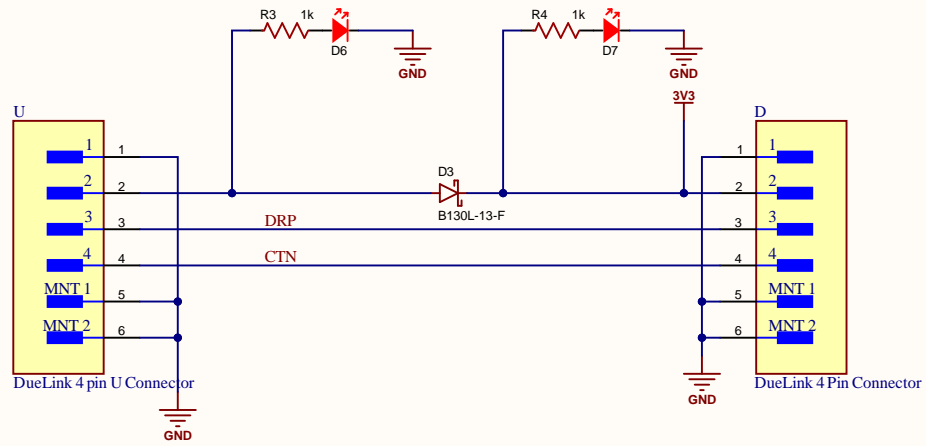 R3 1k
D6
GND
R4 1k
D7
GND
3V3
U
D
1 1
2 2
3 3
4 4
MNT 1 5
MNT 2 6
DueLink 4 pin U Connector
GND
D3
B130L-13-F
DRP
CTN
1 1
2 2
3 3
4 4
5 MNT 1
6 MNT 2
DueLink 4 Pin Connector
GND